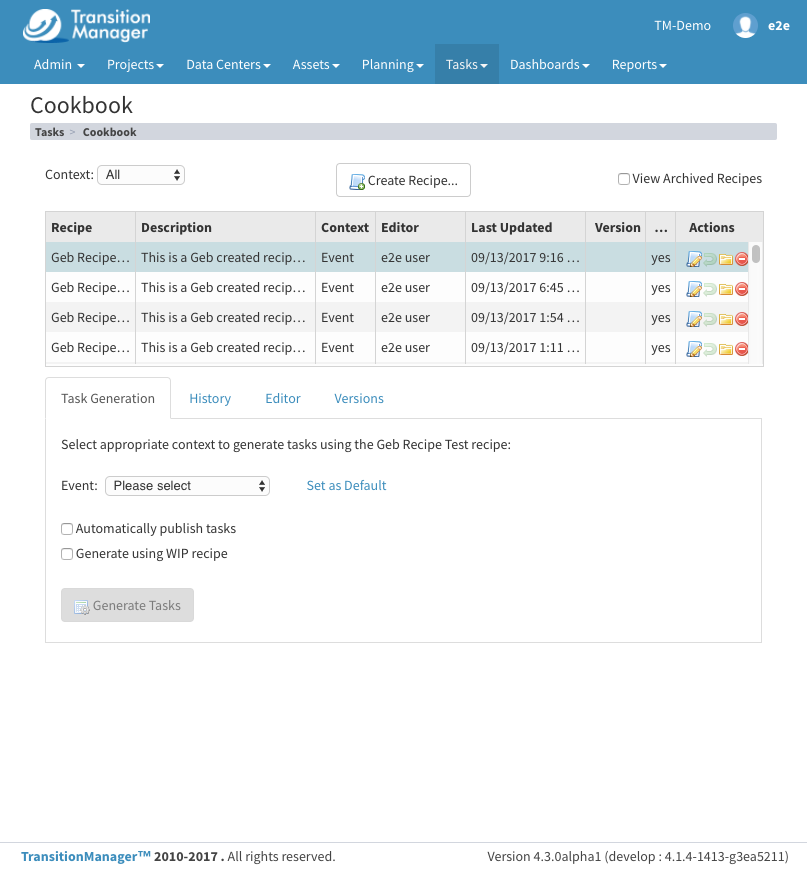 Transition
Manager
TM-Demo e2e
Admin Projects Data Centers Assets Planning Tasks Dashboards Reports
Cookbook
Tasks > Cookbook
Context: All Create Recipe... View Archived Recipes
Recipe Description Context Editor Last Updated Version ... Actions
Geb Recipe... This is a Geb created recip... Event e2e user 09/13/2017 9:16 ... yes
Geb Recipe... This is a Geb created recip... Event e2e user 09/13/2017 6:45 ... yes
Geb Recipe... This is a Geb created recip... Event e2e user 09/13/2017 1:54 ... yes
Geb Recipe... This is a Geb created recip... Event e2e user 09/13/2017 1:11 ... yes
Task Generation History Editor Versions
Select appropriate context to generate tasks using the Geb Recipe Test recipe:
Event: Please select Set as Default
Automatically publish tasks
Generate using WIP recipe
Generate Tasks
TransitionManager™ 2010-2017 . All rights reserved. Version 4.3.0alpha1 (develop : 4.1.4-1413-g3ea5211)